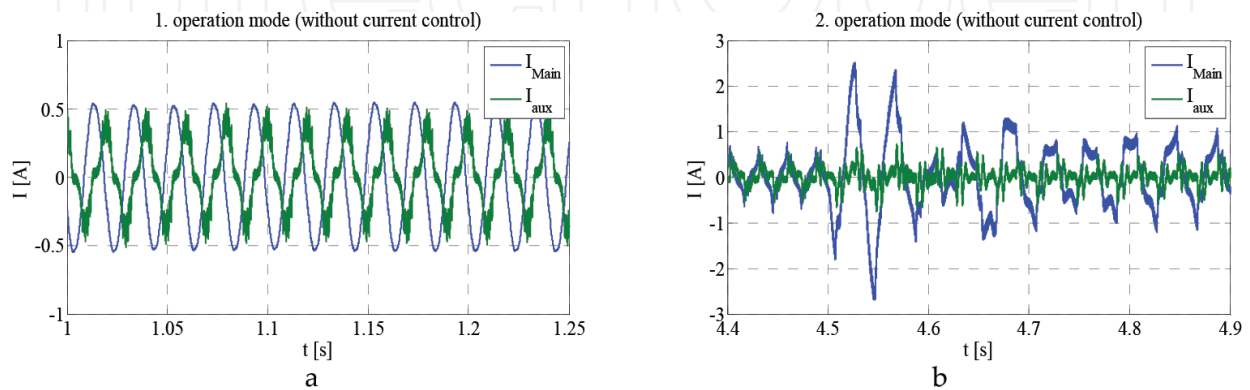 1. operation mode (without current control)
I [A]
1
0.5
0
-0.5
-1
I_Main
I_aux
1
1.05
1.1
1.15
1.2
1.25
t [s]
a
2. operation mode (without current control)
I [A]
3
2
1
0
-1
-2
-3
I_Main
I_aux
4.4
4.5
4.6
4.7
4.8
4.9
t [s]
b